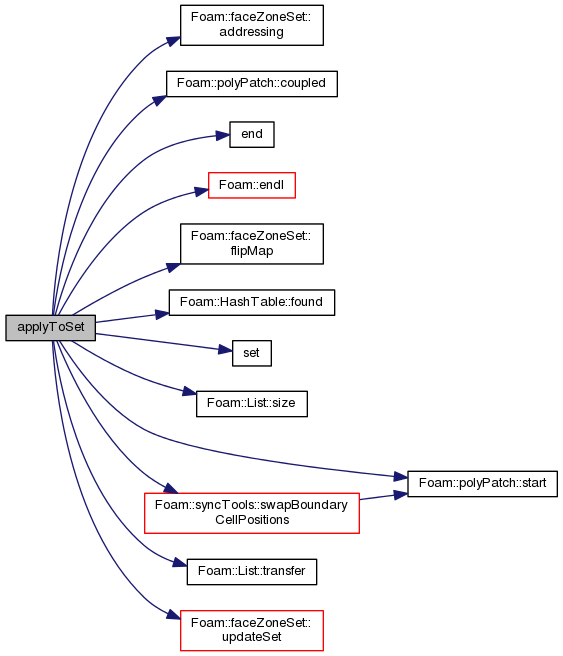 Foam::faceZoneSet::
addressing
Foam::polyPatch::coupled
end
Foam::endl
Foam::faceZoneSet::
flipMap
Foam::HashTable::found
applyToSet
set
Foam::List::size
Foam::polyPatch::start
Foam::syncTools::swapBoundary
CellPositions
Foam::List::transfer
Foam::faceZoneSet::
updateSet